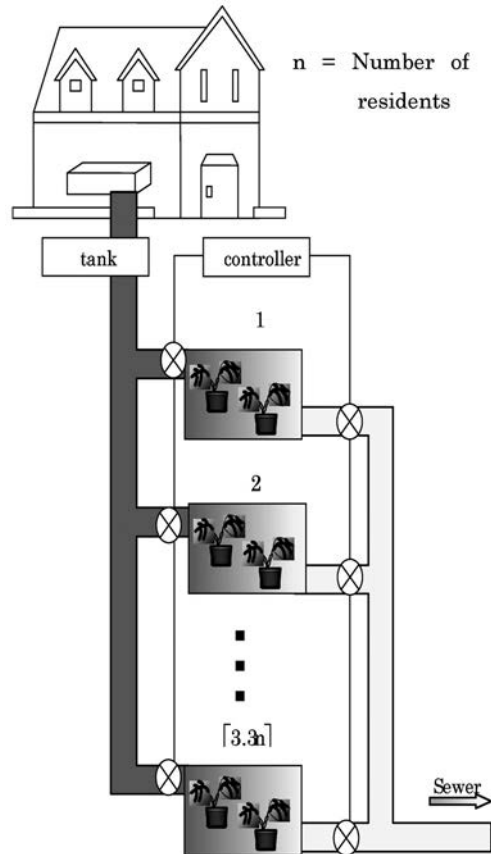 n = Number of
residents
tank
controller
1
2
⌈3.3n⌉
Sewer